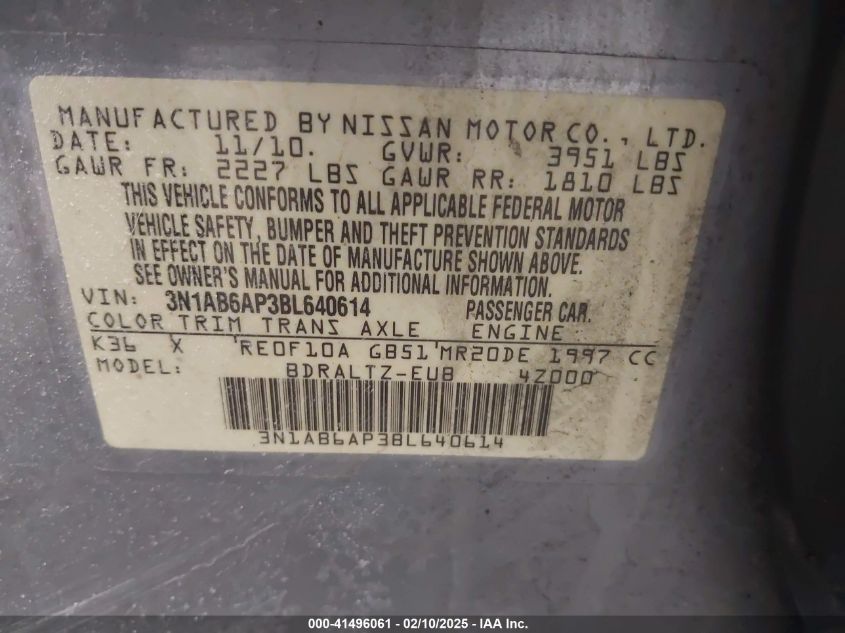 MANUFACTURED BY NISSAN MOTOR CO., LTD.
DATE: 11/10. GVWR: 3951 LBS
GAWR FR: 2227 LBS GAWR RR: 1810 LBS
THIS VEHICLE CONFORMS TO ALL APPLICABLE FEDERAL MOTOR
VEHICLE SAFETY, BUMPER AND THEFT PREVENTION STANDARDS
IN EFFECT ON THE DATE OF MANUFACTURE SHOWN ABOVE.
SEE OWNER'S MANUAL FOR ADDITIONAL INFORMATION.
VIN: 3N1AB6AP3BL640614 PASSENGER CAR.
COLOR TRIM TRANS AXLE ENGINE
K36 X 'RE0F10A GB51'MR20DE 1997 CC
MODEL: BDRALTZ-EUB 4Z000
3N1AB6AP3BL640614
000-41496061 - 02/10/2025 - IAA Inc.